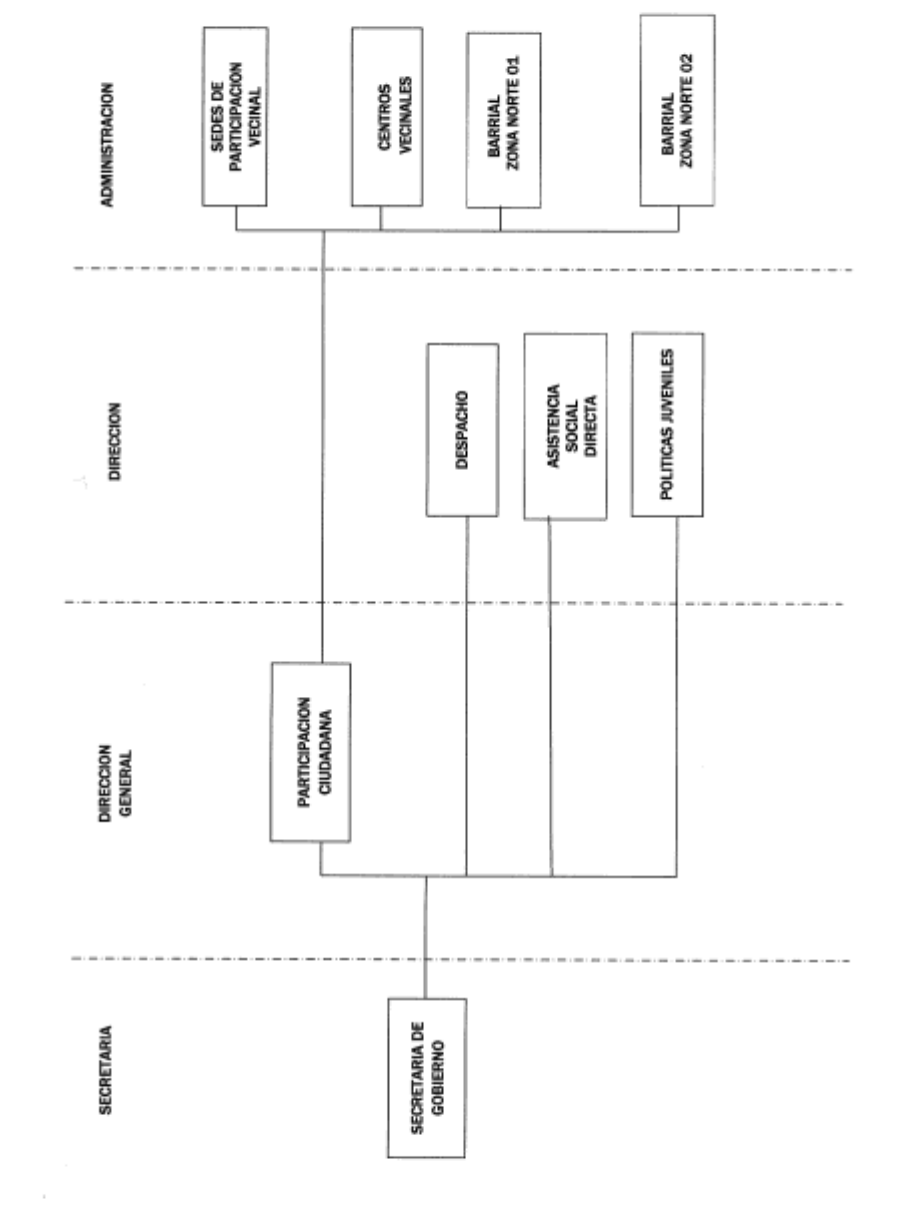 SECRETARIA
SECRETARIA DE
GOBIERNO
DIRECCION
GENERAL
PARTICIPACION
CIUDADANA
DIRECCION
DESPACHO
ASISTENCIA
SOCIAL
DIRECTA
POLITICAS JUVENILES
ADMINISTRACION
SEDES DE
PARTICIPACION
VECINAL
CENTROS
VECINALES
BARRIAL
ZONA NORTE 01
BARRIAL
ZONA NORTE 02